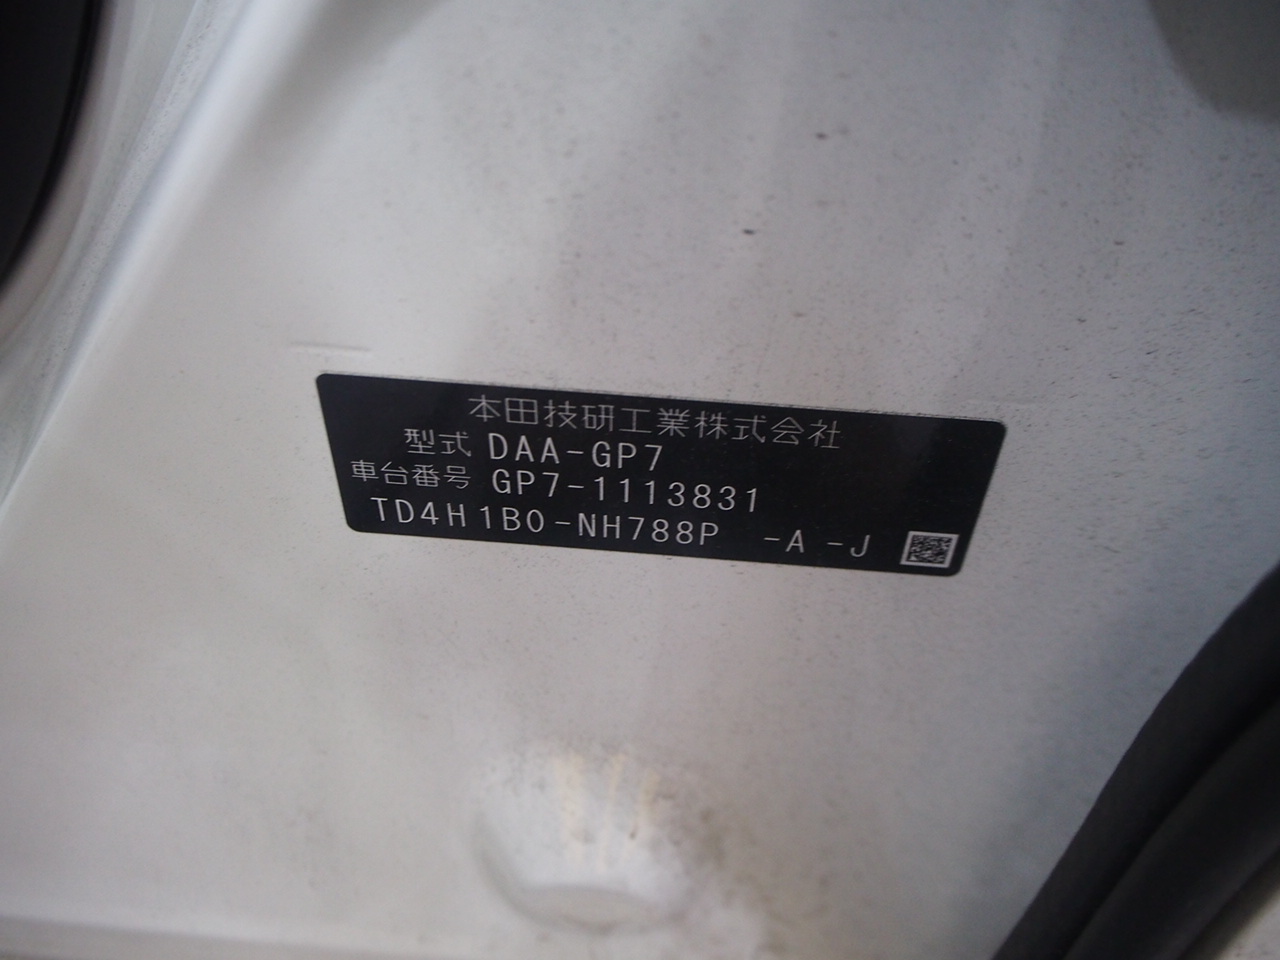 本田技研工業株式会社
型式 DAA-GP7
車台番号 GP7-1113831
TD4H1B0-NH788P -A -J